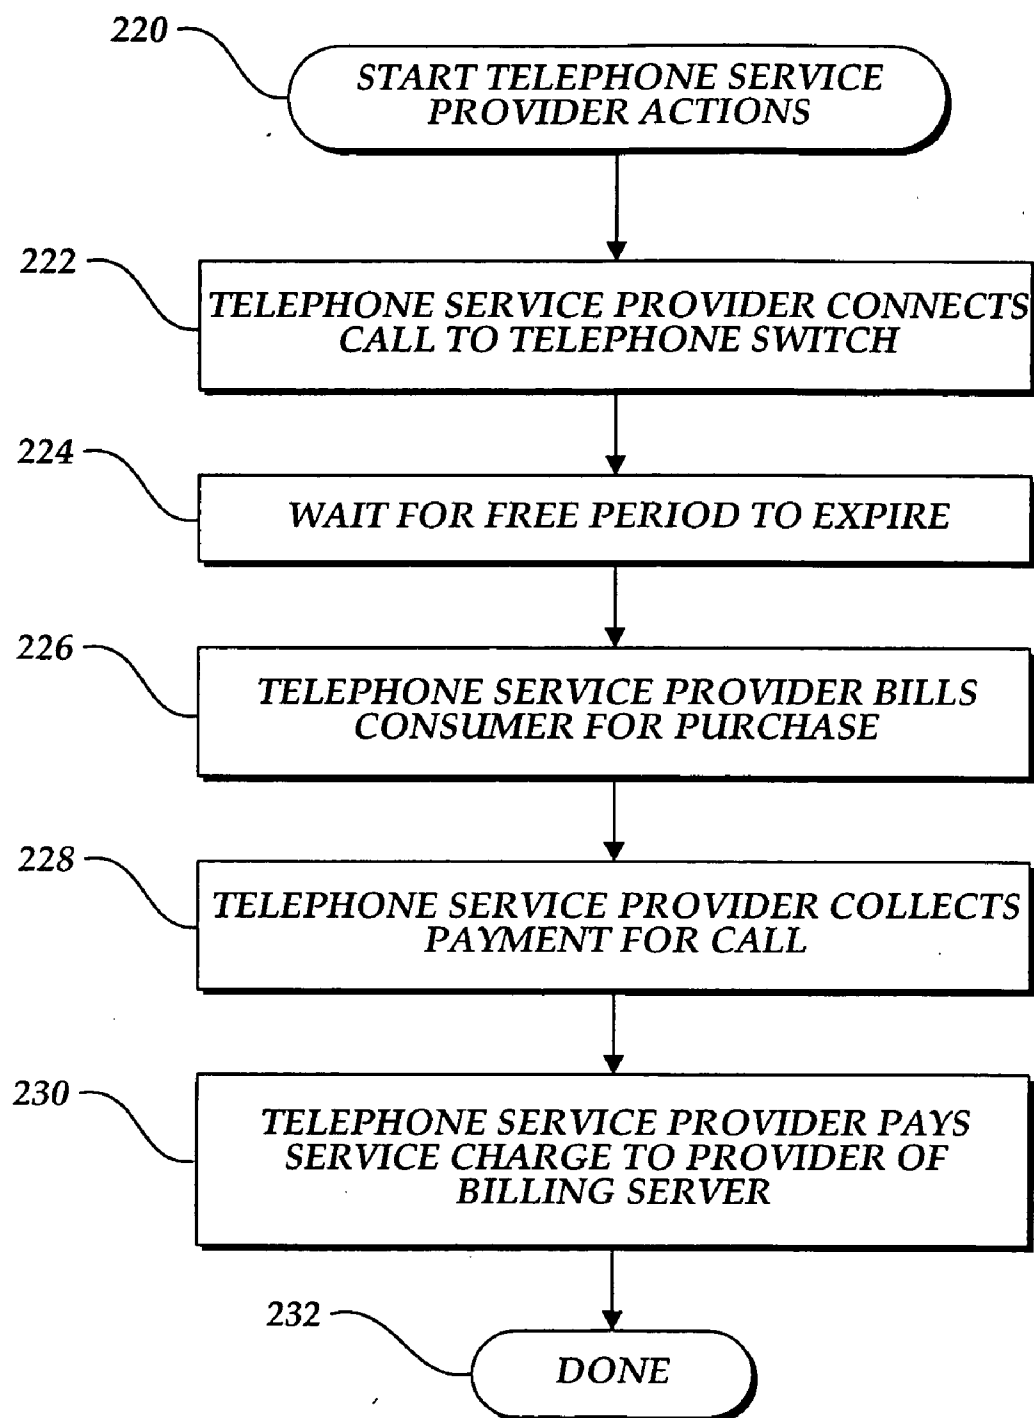 220
START TELEPHONE SERVICE
PROVIDER ACTIONS
222
TELEPHONE SERVICE PROVIDER CONNECTS
CALL TO TELEPHONE SWITCH
224
WAIT FOR FREE PERIOD TO EXPIRE
226
TELEPHONE SERVICE PROVIDER BILLS
CONSUMER FOR PURCHASE
228
TELEPHONE SERVICE PROVIDER COLLECTS
PAYMENT FOR CALL
230
TELEPHONE SERVICE PROVIDER PAYS
SERVICE CHARGE TO PROVIDER OF
BILLING SERVER
232
DONE